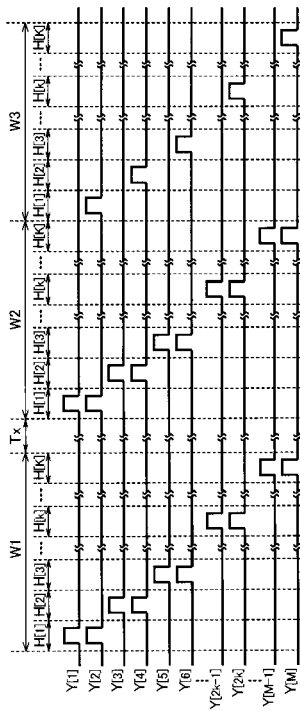 W1 Tx W2 W3
H[1] H[2] H[3] ···· H[k] ···· H[K] H[1] H[2] H[3] ···· H[k] ···· H[K] H[1] H[2] H[3] ···· H[k] ···· H[K]
Y[1]
Y[2]
Y[3]
Y[4]
Y[5]
Y[6]
Y[2k-1]
Y[2k]
Y[M-1]
Y[M]